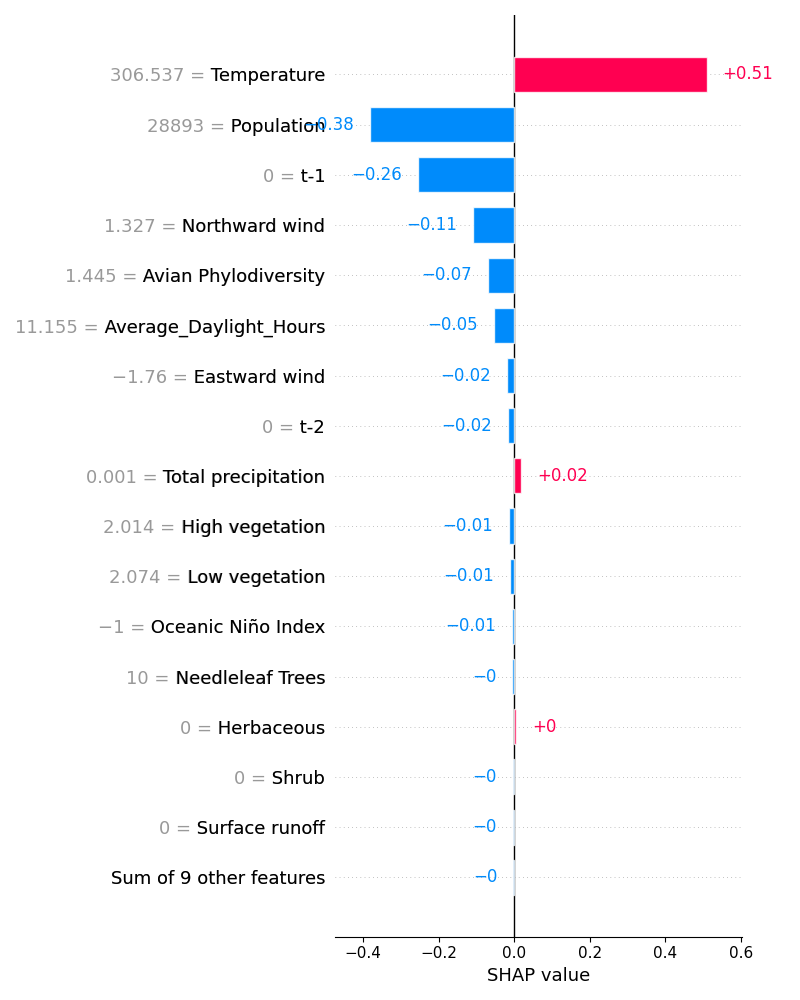 306.537 = Temperature +0.51
28893 = Population −0.38
0 = t-1 −0.26
1.327 = Northward wind −0.11
1.445 = Avian Phylodiversity −0.07
11.155 = Average_Daylight_Hours −0.05
−1.76 = Eastward wind −0.02
0 = t-2 −0.02
0.001 = Total precipitation +0.02
2.014 = High vegetation −0.01
2.074 = Low vegetation −0.01
−1 = Oceanic Niño Index −0.01
10 = Needleleaf Trees −0
0 = Herbaceous +0
0 = Shrub −0
0 = Surface runoff −0
Sum of 9 other features −0
−0.4 −0.2 0.0 0.2 0.4 0.6
SHAP value